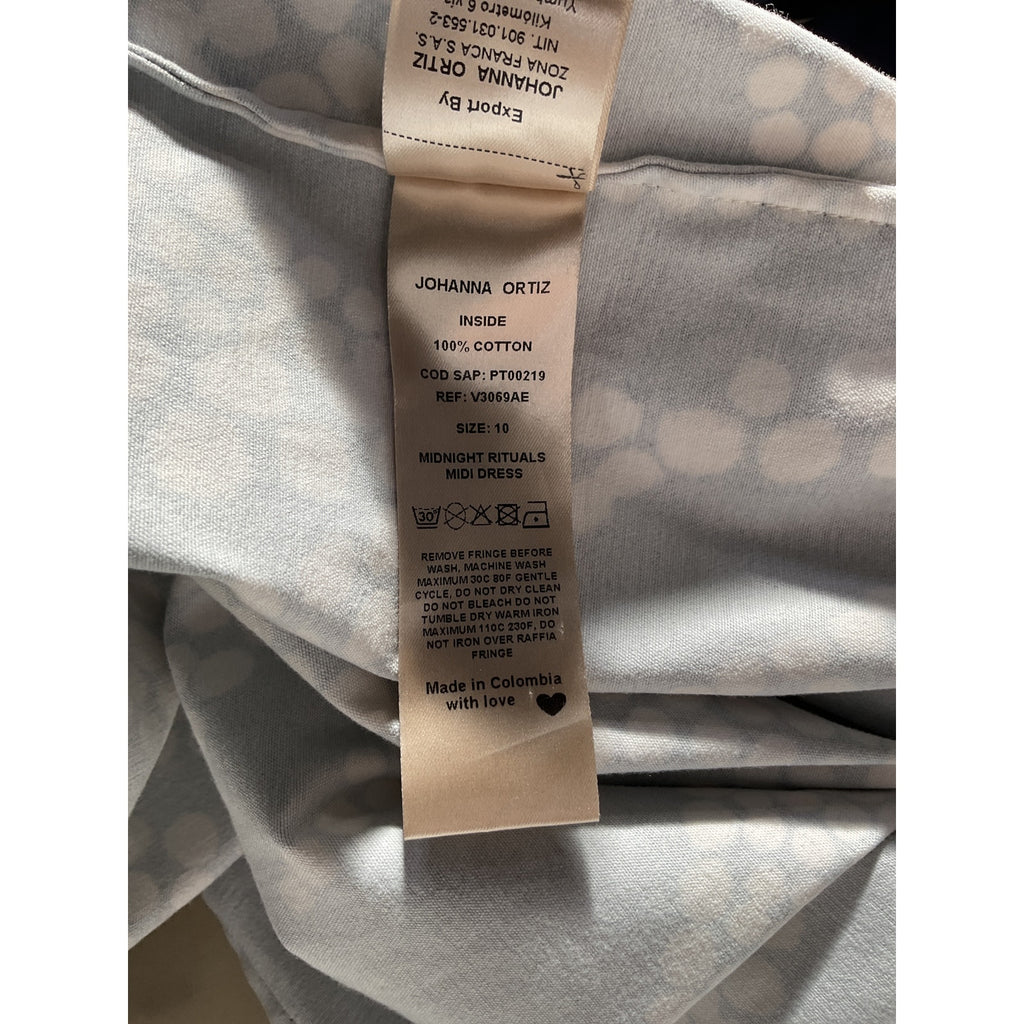 Kilómetro 6 vía
NIT. 901.031.553-2
ZONA FRANCA S.A.S.
JOHANNA ORTIZ
Export By
JOHANNA ORTIZ
INSIDE
100% COTTON
COD SAP: PT00219
REF: V3069AE
SIZE: 10
MIDNIGHT RITUALS
MIDI DRESS
30
REMOVE FRINGE BEFORE
WASH, MACHINE WASH
MAXIMUM 30C 80F GENTLE
CYCLE, DO NOT DRY CLEAN
DO NOT BLEACH DO NOT
TUMBLE DRY WARM IRON
MAXIMUM 110C 230F, DO
NOT IRON OVER RAFFIA
FRINGE
Made in Colombia
with love